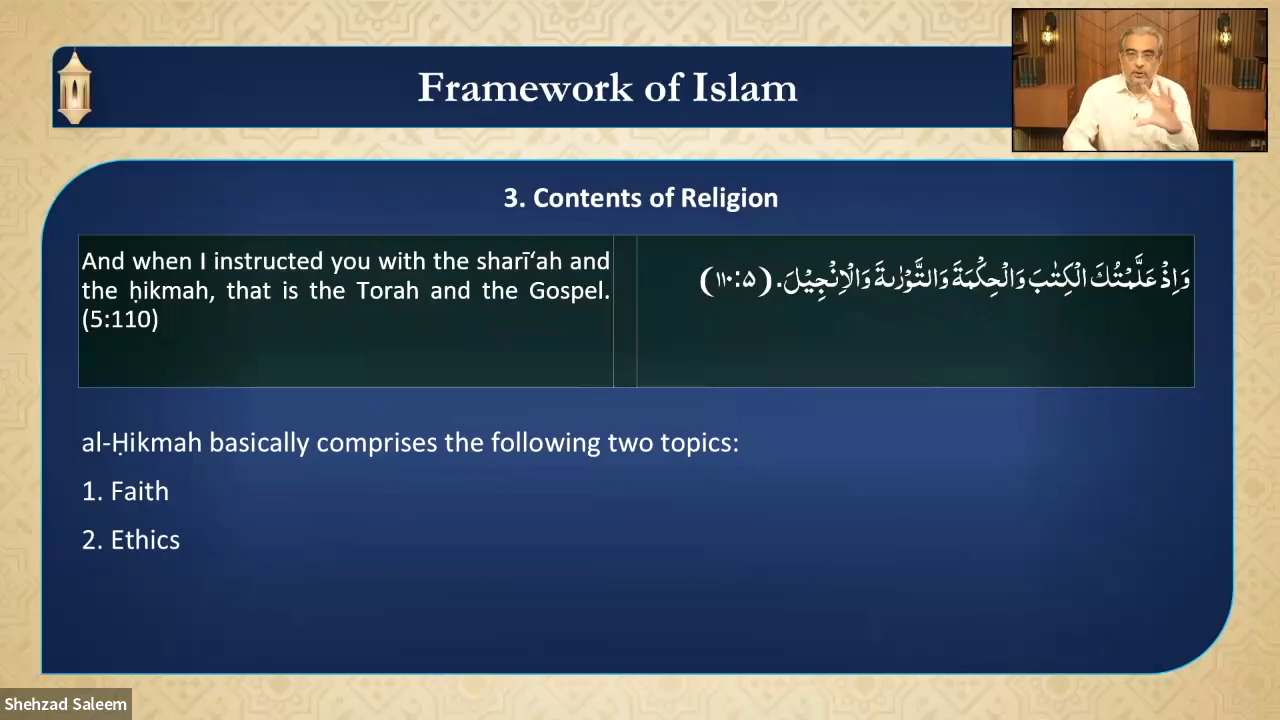 Framework of Islam
3. Contents of Religion
And when I instructed you with the sharī‘ah and
the ḥikmah, that is the Torah and the Gospel.
(5:110)
وَاِذْ عَلَّمْتُكَ الْكِتٰبَ وَالْحِكْمَةَ وَالتَّوْرٰىةَ وَالْاِنْجِيْلَ. (۵:۱۱۰)
al-Ḥikmah basically comprises the following two topics:
1. Faith
2. Ethics
Shehzad Saleem